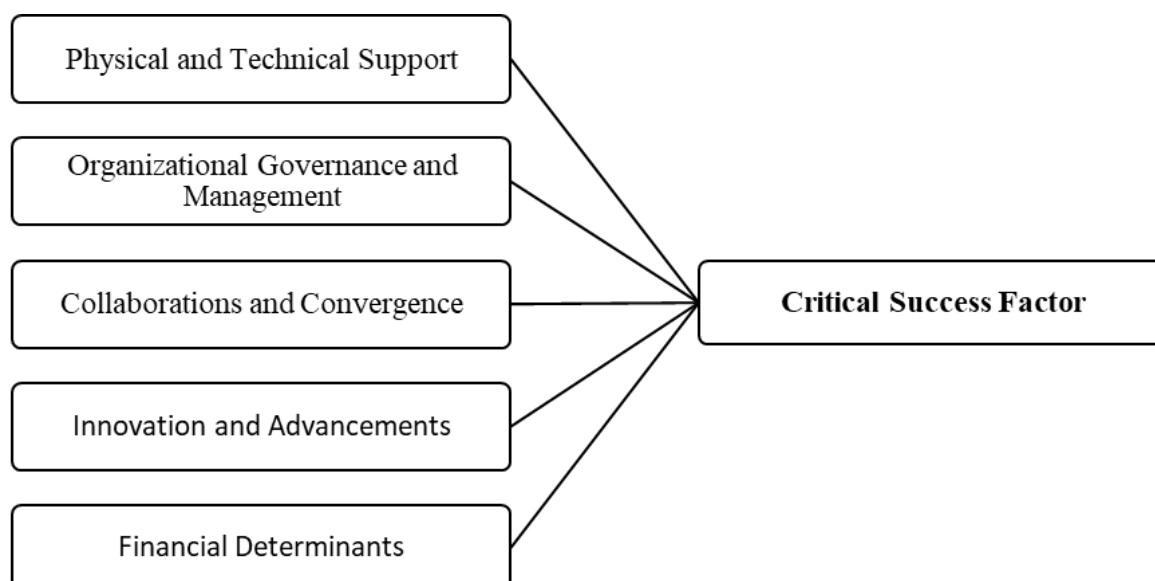 Physical and Technical Support
Organizational Governance and
Management
Collaborations and Convergence
Critical Success Factor
Innovation and Advancements
Financial Determinants